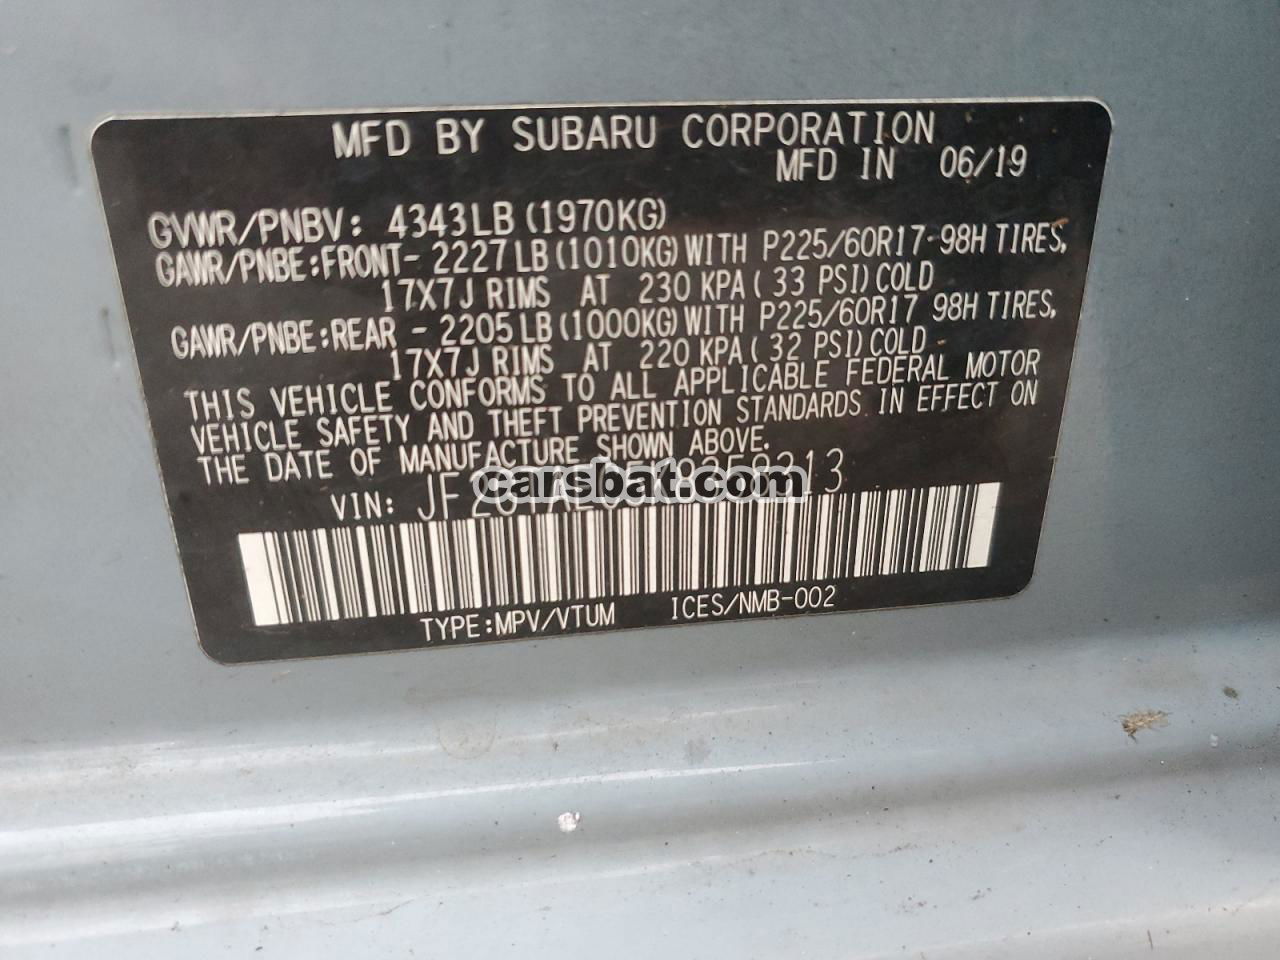 MFD BY SUBARU CORPORATION
MFD IN 06/19
GVWR/PNBV: 4343LB(1970KG)
GAWR/PNBE:FRONT- 2227LB(1010KG)WITH P225/60R17 98H TIRES,
17X7J RIMS AT 230 KPA( 33 PSI)COLD
GAWR/PNBE:REAR - 2205LB(1000KG)WITH P225/60R17 98H TIRES,
17X7J RIMS AT 220 KPA( 32 PSI)COLD
THIS VEHICLE CONFORMS TO ALL APPLICABLE FEDERAL MOTOR
VEHICLE SAFETY AND THEFT PREVENTION STANDARDS IN EFFECT ON
THE DATE OF MANUFACTURE SHOWN ABOVE.
carsbat.com
VIN:
TYPE:MPV/VTUM ICES/NMB-002